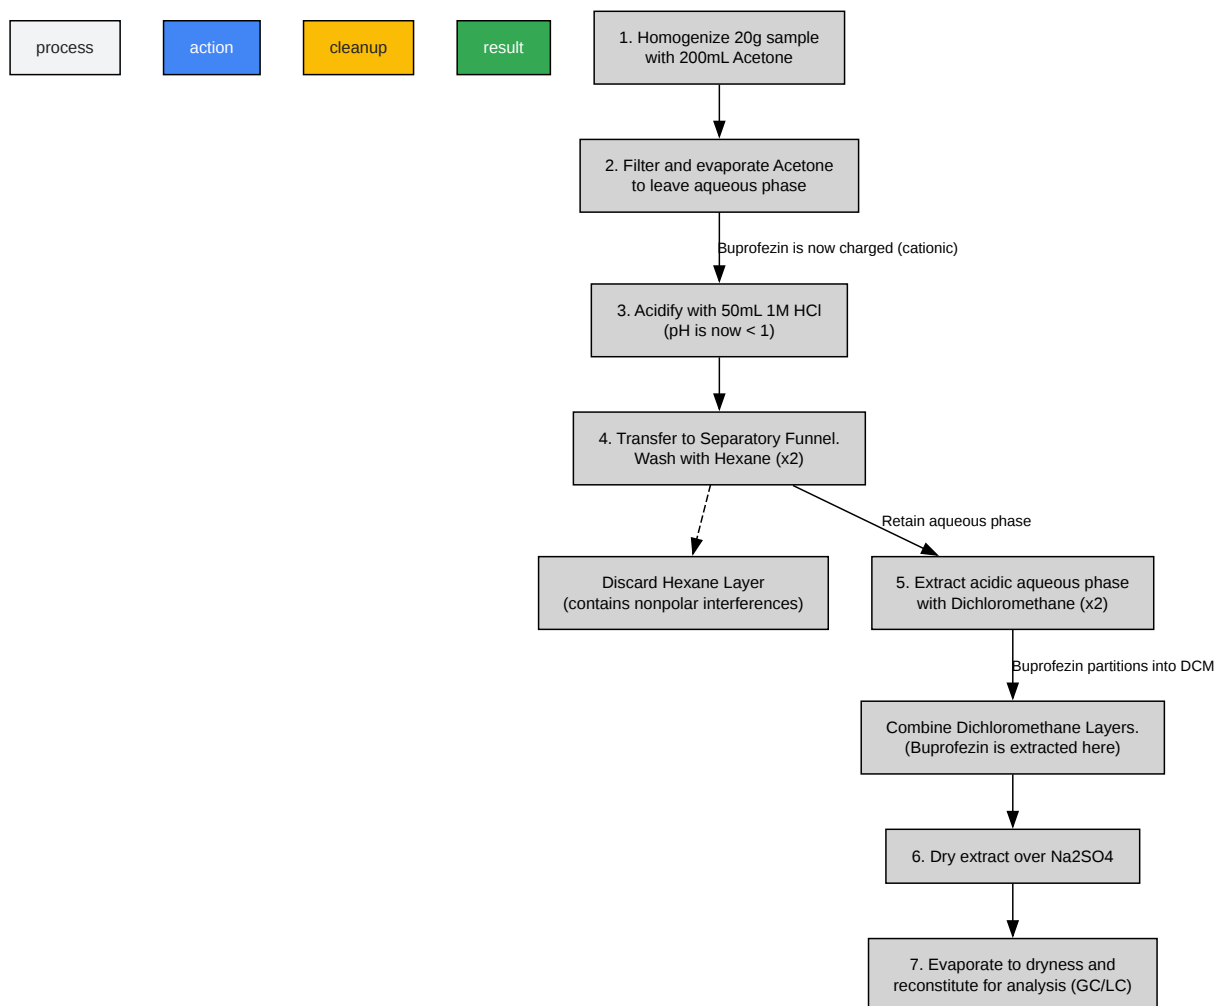 process
action
cleanup
result
1. Homogenize 20g sample
with 200mL Acetone
2. Filter and evaporate Acetone
to leave aqueous phase
Buprofezin is now charged (cationic)
3. Acidify with 50mL 1M HCl
(pH is now < 1)
4. Transfer to Separatory Funnel.
Wash with Hexane (x2)
Retain aqueous phase
Discard Hexane Layer
(contains nonpolar interferences)
5. Extract acidic aqueous phase
with Dichloromethane (x2)
Buprofezin partitions into DCM
Combine Dichloromethane Layers.
(Buprofezin is extracted here)
6. Dry extract over Na2SO4
7. Evaporate to dryness and
reconstitute for analysis (GC/LC)